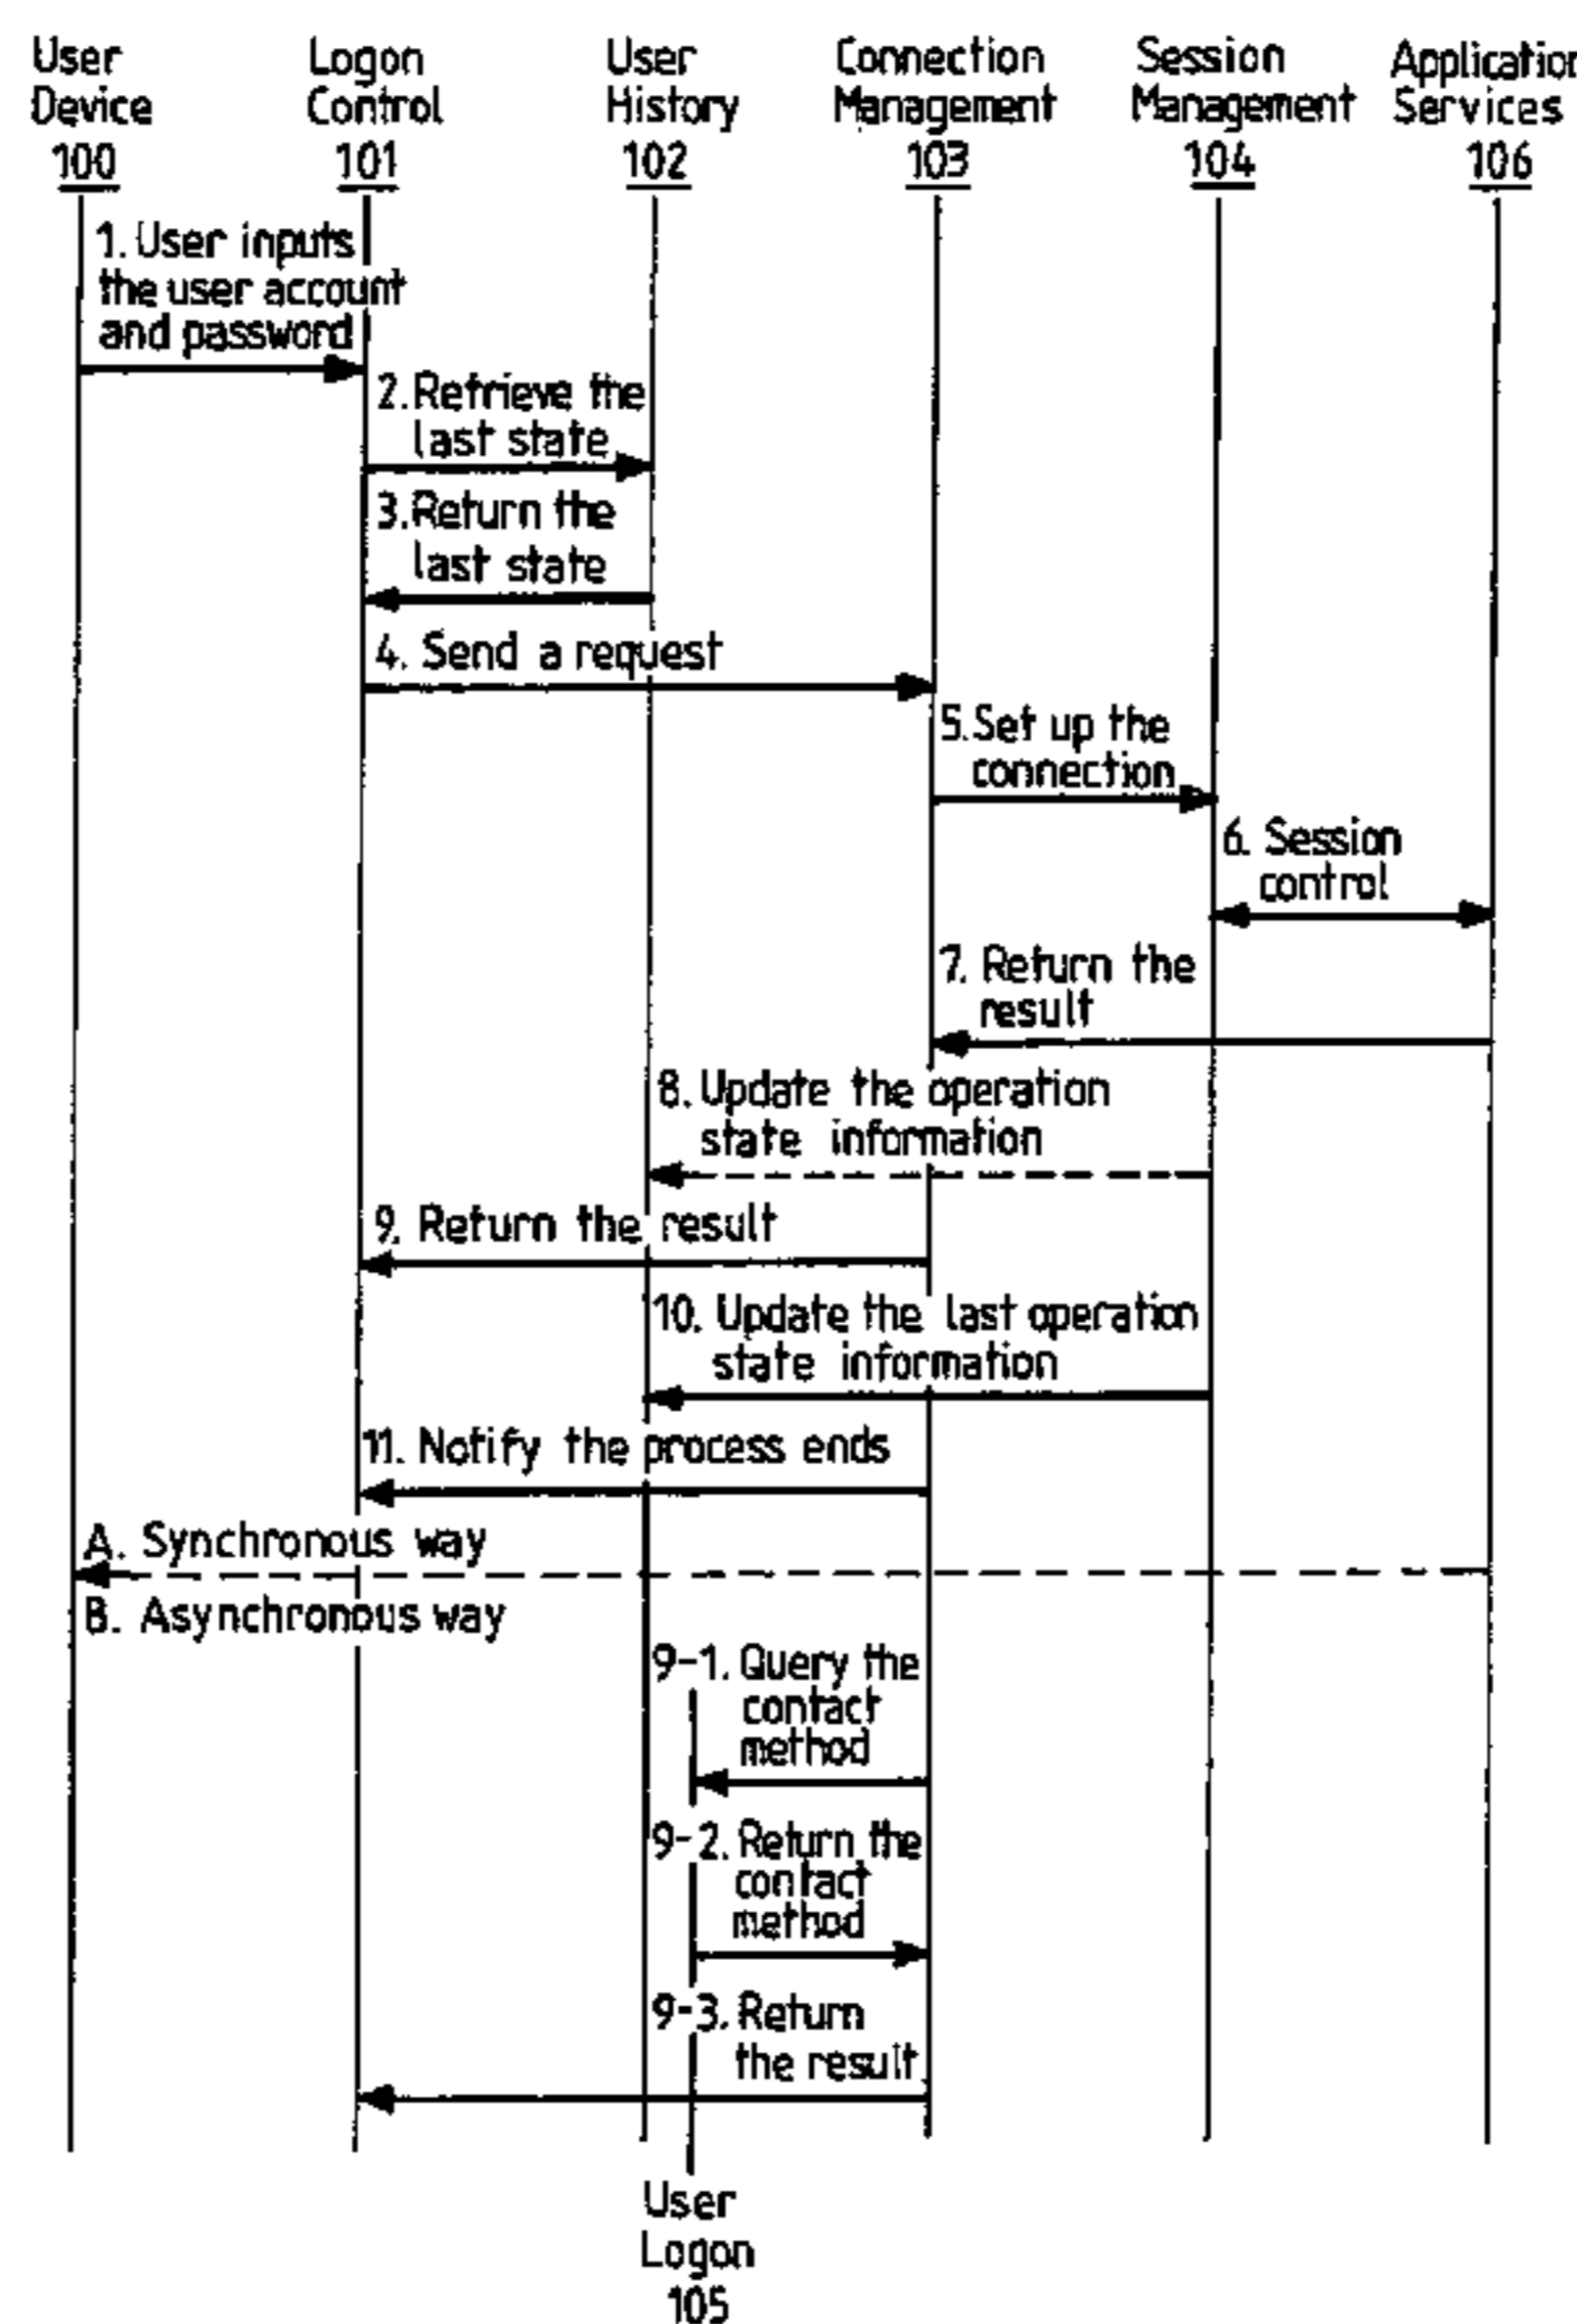 User
Device
100
Logon
Control
101
User
History
102
Connection
Management
103
Session
Management
104
Application
Services
106
1. User inputs
the user account
and password
2. Retrieve the
last state
3. Return the
last state
4. Send a request
5. Set up the
connection
6. Session
control
7. Return the
result
8. Update the operation
state information
9. Return the result
10. Update the last operation
state information
11. Notify the process ends
A. Synchronous way
B. Asynchronous way
9-1. Query the
contact
method
9-2. Return the
contact
method
9-3. Return
the result
User
Logon
105